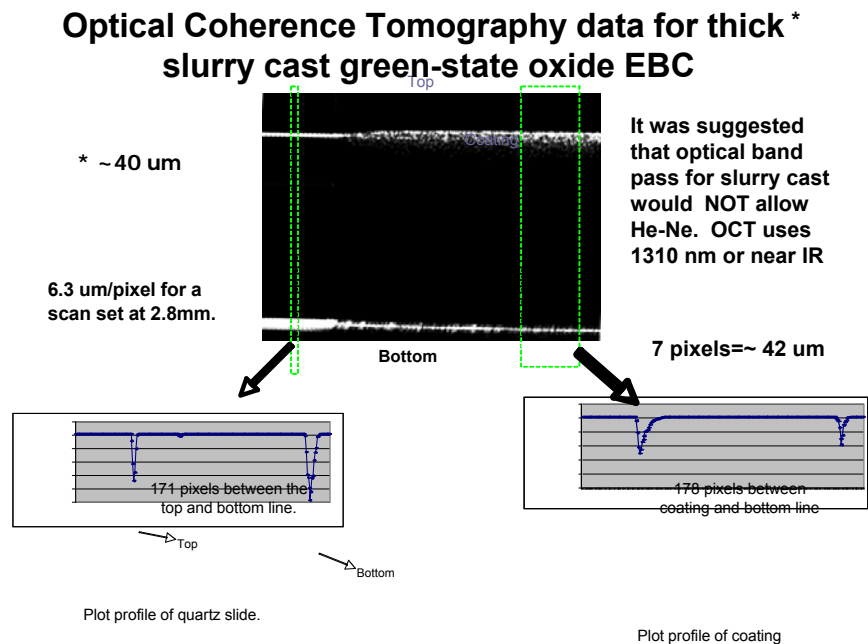 Optical Coherence Tomography data for thick *
slurry cast green-state oxide EBC
Top
Coating
* ~40 um
It was suggested
that optical band
pass for slurry cast
would NOT allow
He-Ne. OCT uses
1310 nm or near IR
6.3 um/pixel for a
scan set at 2.8mm.
Bottom
7 pixels=~ 42 um
171 pixels between the
top and bottom line.
178 pixels between
coating and bottom line
Top
Bottom
Plot profile of quartz slide.
Plot profile of coating